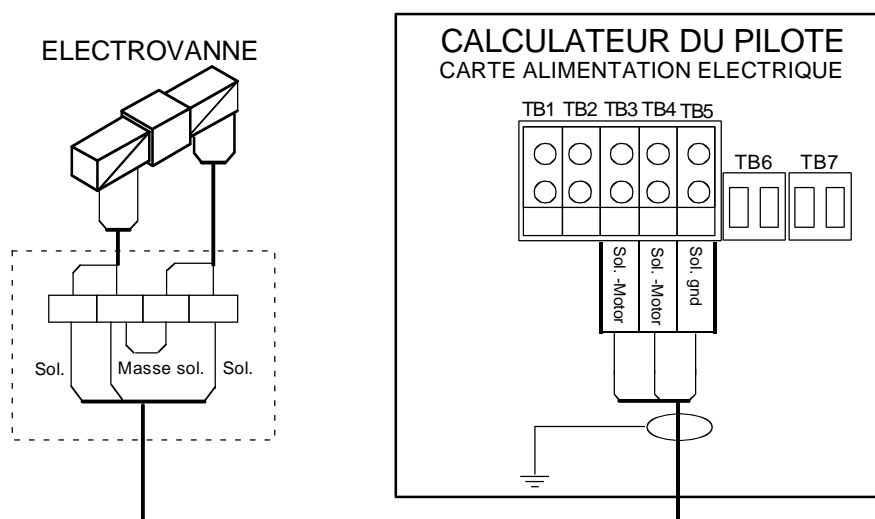 ELECTROVANNE
CALCULATEUR DU PILOTE
CARTE ALIMENTATION ELECTRIQUE
TB1 TB2 TB3 TB4 TB5
TB6 TB7
Sol. -Motor
Sol. -Motor
Sol. gnd
Sol. Masse sol. Sol.